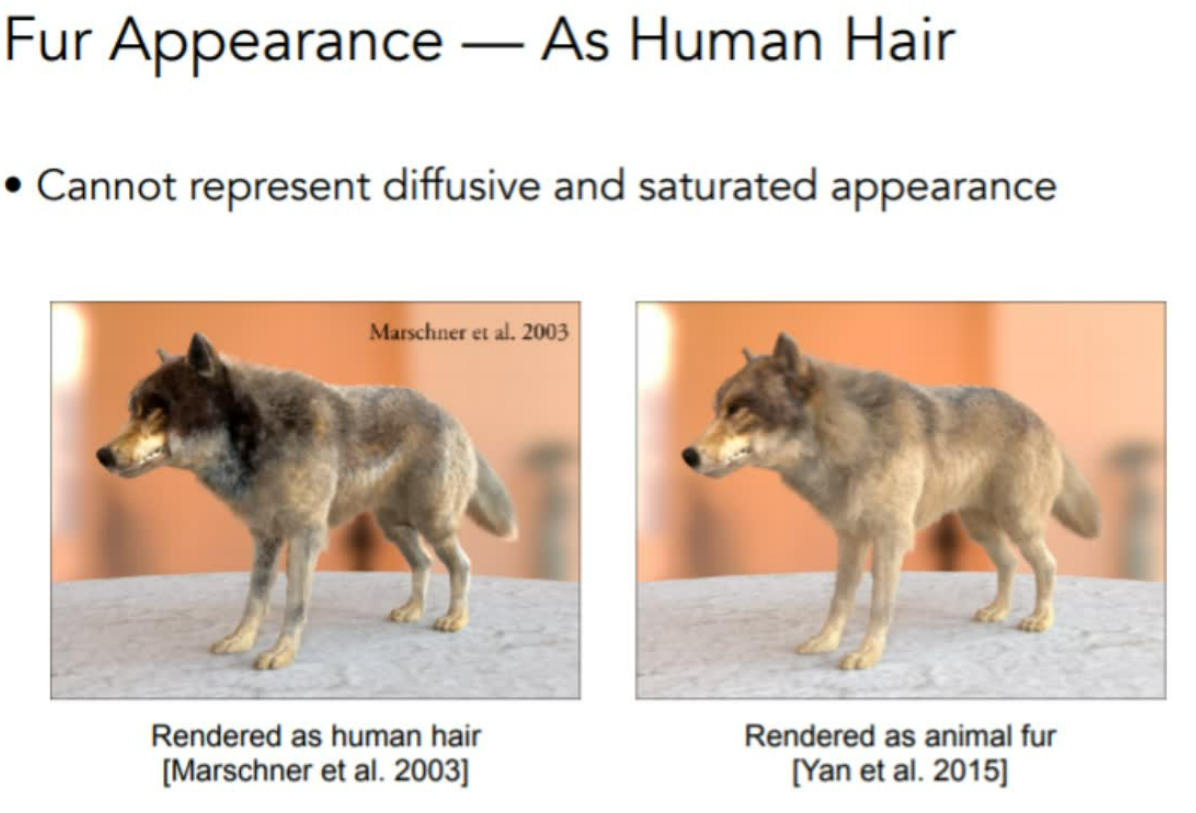 Fur Appearance — As Human Hair
• Cannot represent diffusive and saturated appearance
Marschner et al. 2003
Rendered as human hair
[Marschner et al. 2003]
Rendered as animal fur
[Yan et al. 2015]